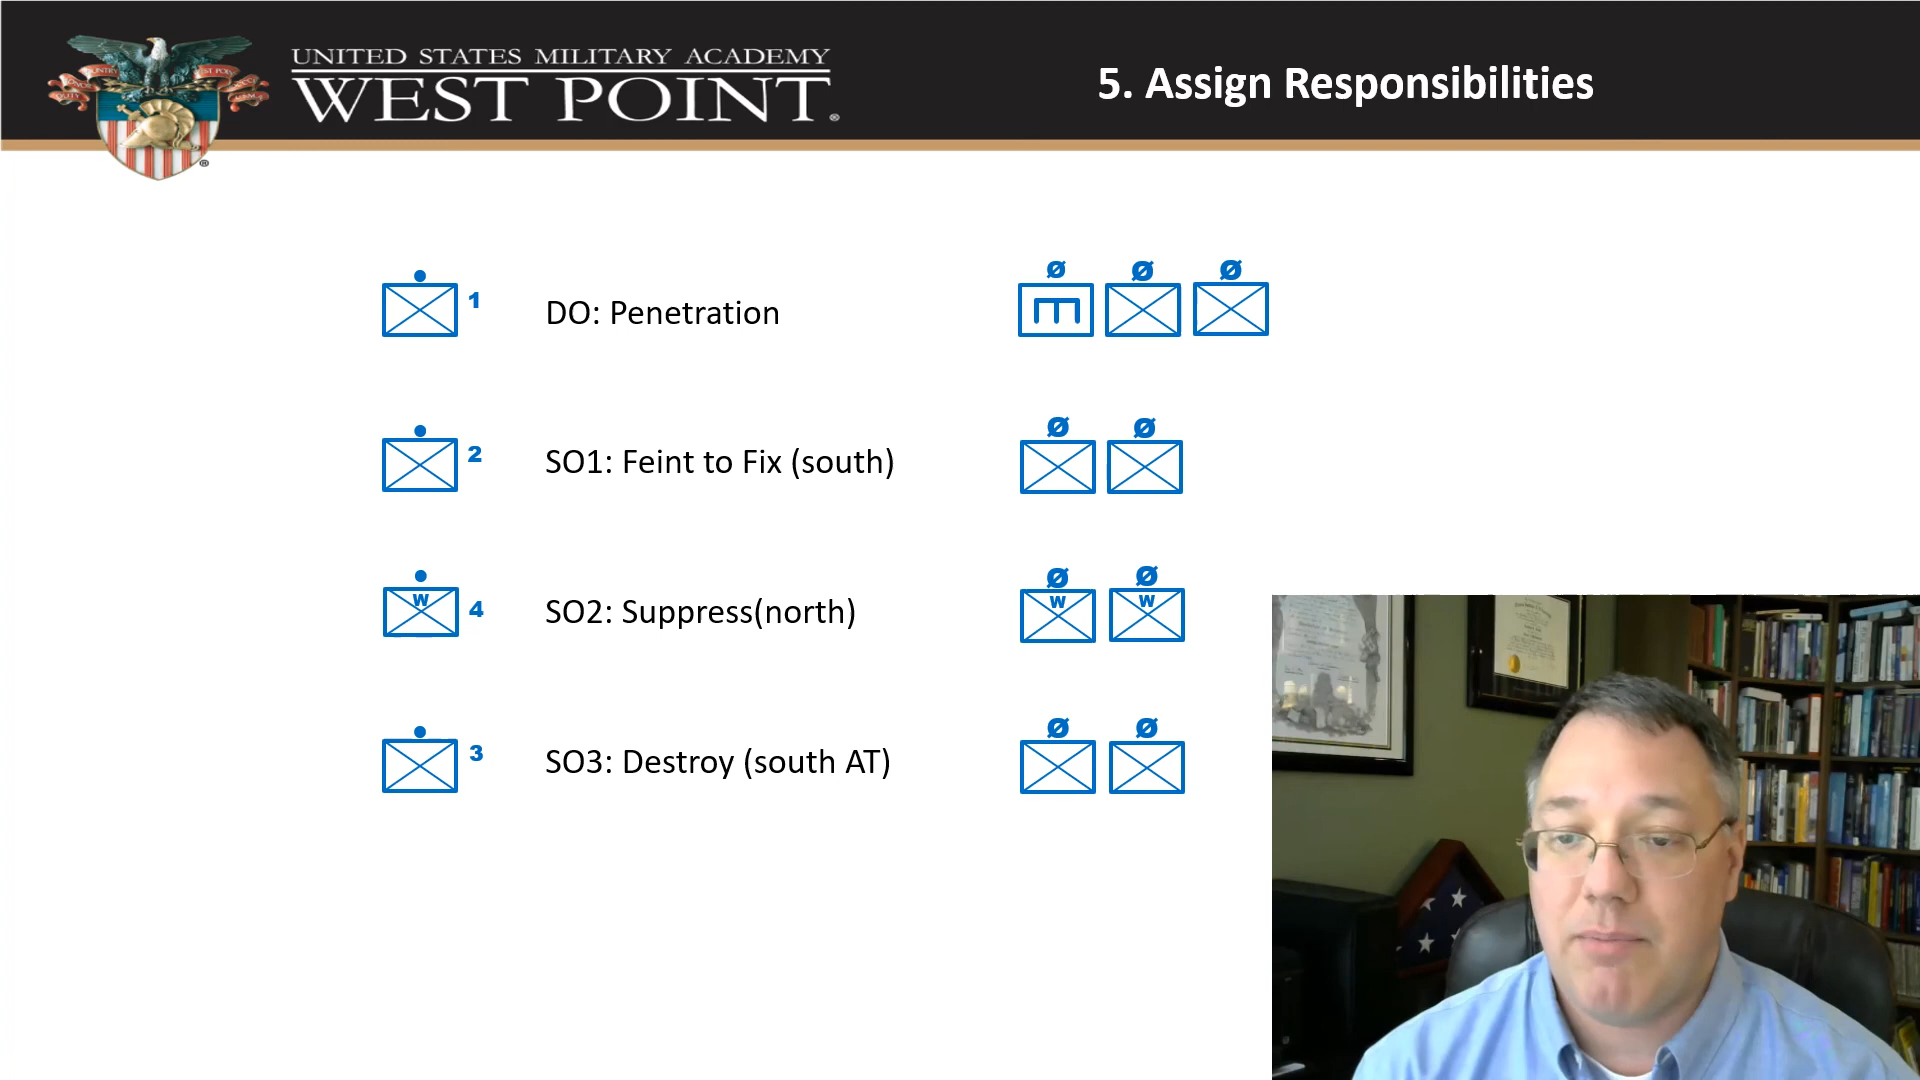 UNITED STATES MILITARY ACADEMY
WEST POINT®
5. Assign Responsibilities
1
DO: Penetration
2
SO1: Feint to Fix (south)
W
4
SO2: Suppress(north)
W
W
3
SO3: Destroy (south AT)